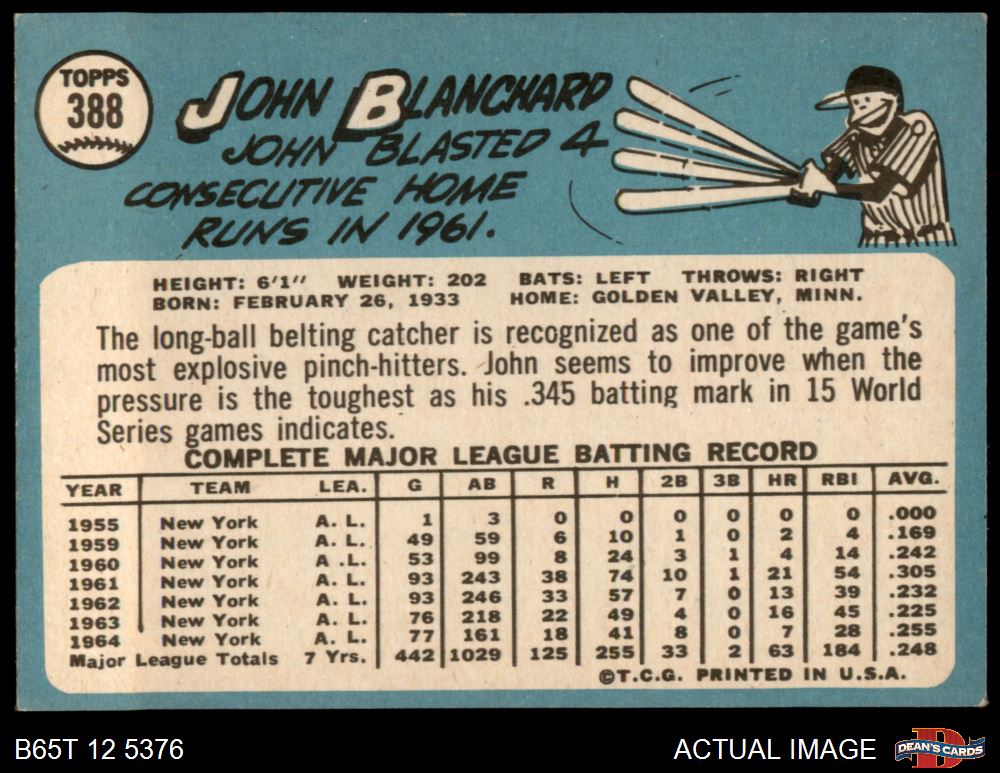 TOPPS
388
JOHN BLANCHARD
JOHN BLASTED 4
CONSECUTIVE HOME
RUNS IN 1961.
HEIGHT: 6'1" WEIGHT: 202 BATS: LEFT THROWS: RIGHT
BORN: FEBRUARY 26, 1933 HOME: GOLDEN VALLEY, MINN.
The long-ball belting catcher is recognized as one of the game's
most explosive pinch-hitters. John seems to improve when the
pressure is the toughest as his .345 batting mark in 15 World
Series games indicates.
COMPLETE MAJOR LEAGUE BATTING RECORD
YEAR TEAM LEA. G AB R H 2B 3B HR RBI AVG.
1955 New York A. L. 1 3 0 0 0 0 0 0 .000
1959 New York A. L. 49 59 6 10 1 0 2 4 .169
1960 New York A .L. 53 99 8 24 3 1 4 14 .242
1961 New York A. L. 93 243 38 74 10 1 21 54 .305
1962 New York A. L. 93 246 33 57 7 0 13 39 .232
1963 New York A. L. 76 218 22 49 4 0 16 45 .225
1964 New York A. L. 77 161 18 41 8 0 7 28 .255
Major League Totals 7 Yrs. 442 1029 125 255 33 2 63 184 .248
©T.C.G. PRINTED IN U.S.A.
B65T 12 5376
ACTUAL IMAGE
D
DEAN'S CARDS